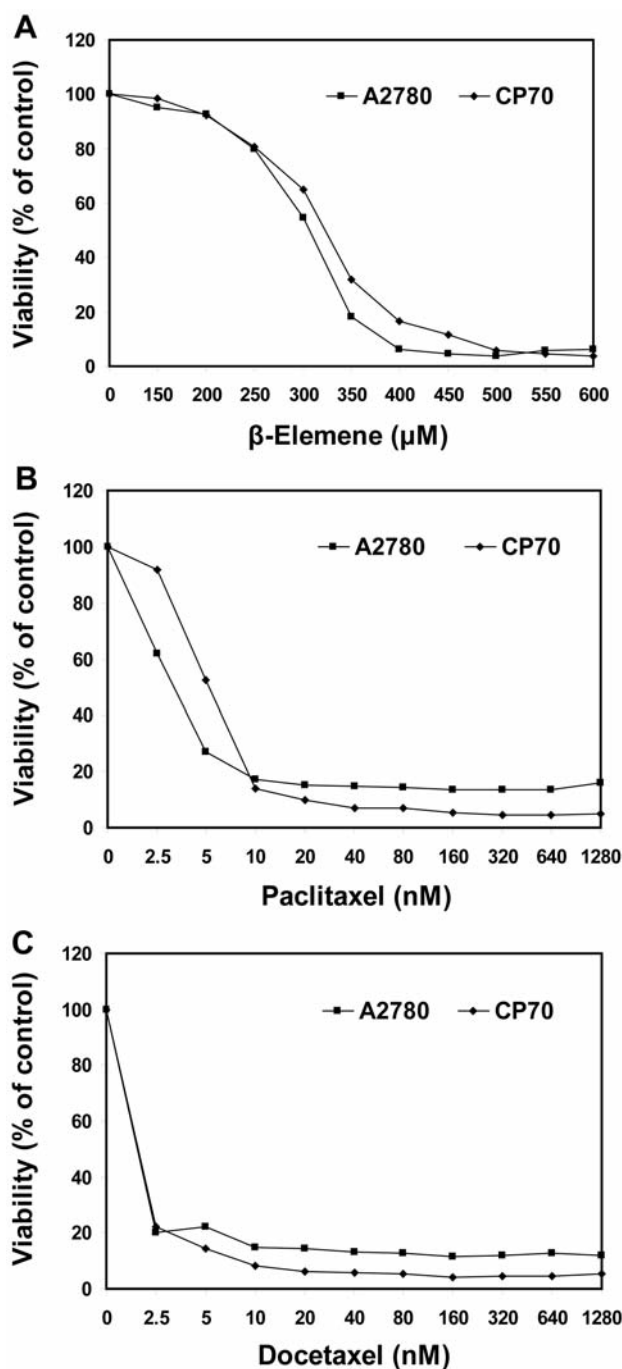 A
Viability (% of control)
120
100
80
60
40
20
0
A2780 CP70
0 150 200 250 300 350 400 450 500 550 600
β-Elemene (µM)
B
Viability (% of control)
120
100
80
60
40
20
0
A2780 CP70
0 2.5 5 10 20 40 80 160 320 640 1280
Paclitaxel (nM)
C
Viability (% of control)
120
100
80
60
40
20
0
A2780 CP70
0 2.5 5 10 20 40 80 160 320 640 1280
Docetaxel (nM)